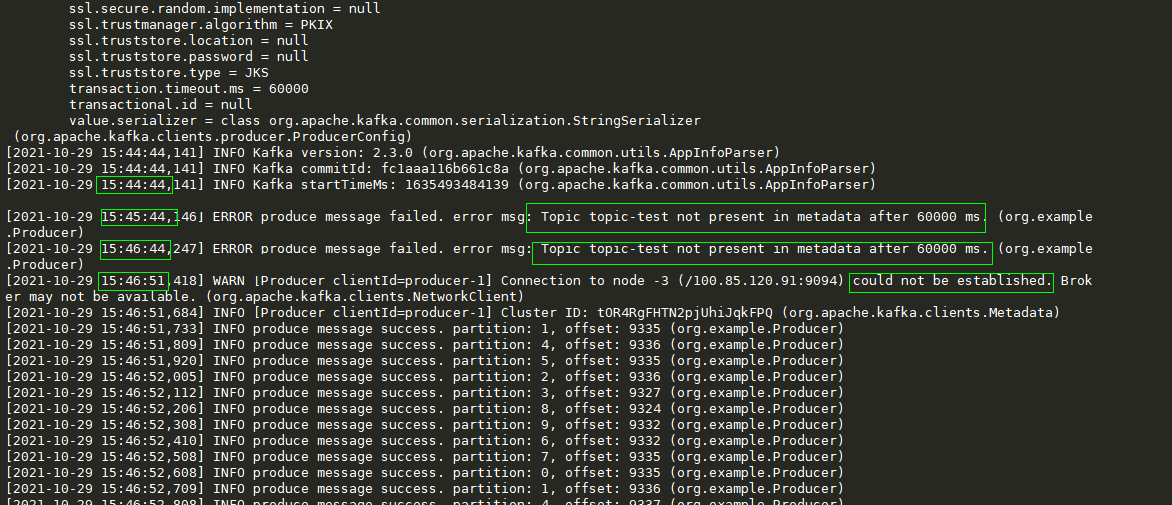 ssl.secure.random.implementation = null
ssl.trustmanager.algorithm = PKIX
ssl.truststore.location = null
ssl.truststore.password = null
ssl.truststore.type = JKS
transaction.timeout.ms = 60000
transactional.id = null
value.serializer = class org.apache.kafka.common.serialization.StringSerializer
(org.apache.kafka.clients.producer.ProducerConfig)
[2021-10-29 15:44:44,141] INFO Kafka version: 2.3.0 (org.apache.kafka.common.utils.AppInfoParser)
[2021-10-29 15:44:44,141] INFO Kafka commitId: fc1aaa116b661c8a (org.apache.kafka.common.utils.AppInfoParser)
[2021-10-29 15:44:44,141] INFO Kafka startTimeMs: 1635493484139 (org.apache.kafka.common.utils.AppInfoParser)
[2021-10-29 15:45:44,146] ERROR produce message failed. error msg: Topic topic-test not present in metadata after 60000 ms. (org.example
.Producer)
[2021-10-29 15:46:44,247] ERROR produce message failed. error msg: Topic topic-test not present in metadata after 60000 ms. (org.example
.Producer)
[2021-10-29 15:46:51,418] WARN [Producer clientId=producer-1] Connection to node -3 (/100.85.120.91:9094) could not be established. Brok
er may not be available. (org.apache.kafka.clients.NetworkClient)
[2021-10-29 15:46:51,684] INFO [Producer clientId=producer-1] Cluster ID: tOR4RgFHTN2pjUhiJqkFPQ (org.apache.kafka.clients.Metadata)
[2021-10-29 15:46:51,733] INFO produce message success. partition: 1, offset: 9335 (org.example.Producer)
[2021-10-29 15:46:51,809] INFO produce message success. partition: 4, offset: 9336 (org.example.Producer)
[2021-10-29 15:46:51,920] INFO produce message success. partition: 5, offset: 9335 (org.example.Producer)
[2021-10-29 15:46:52,005] INFO produce message success. partition: 2, offset: 9336 (org.example.Producer)
[2021-10-29 15:46:52,112] INFO produce message success. partition: 3, offset: 9327 (org.example.Producer)
[2021-10-29 15:46:52,206] INFO produce message success. partition: 8, offset: 9324 (org.example.Producer)
[2021-10-29 15:46:52,308] INFO produce message success. partition: 9, offset: 9332 (org.example.Producer)
[2021-10-29 15:46:52,410] INFO produce message success. partition: 6, offset: 9332 (org.example.Producer)
[2021-10-29 15:46:52,508] INFO produce message success. partition: 7, offset: 9335 (org.example.Producer)
[2021-10-29 15:46:52,608] INFO produce message success. partition: 0, offset: 9335 (org.example.Producer)
[2021-10-29 15:46:52,709] INFO produce message success. partition: 1, offset: 9336 (org.example.Producer)
[2021-10-29 15:46:52,808] INFO produce message success. partition: 4, offset: 9337 (org.example.Producer)